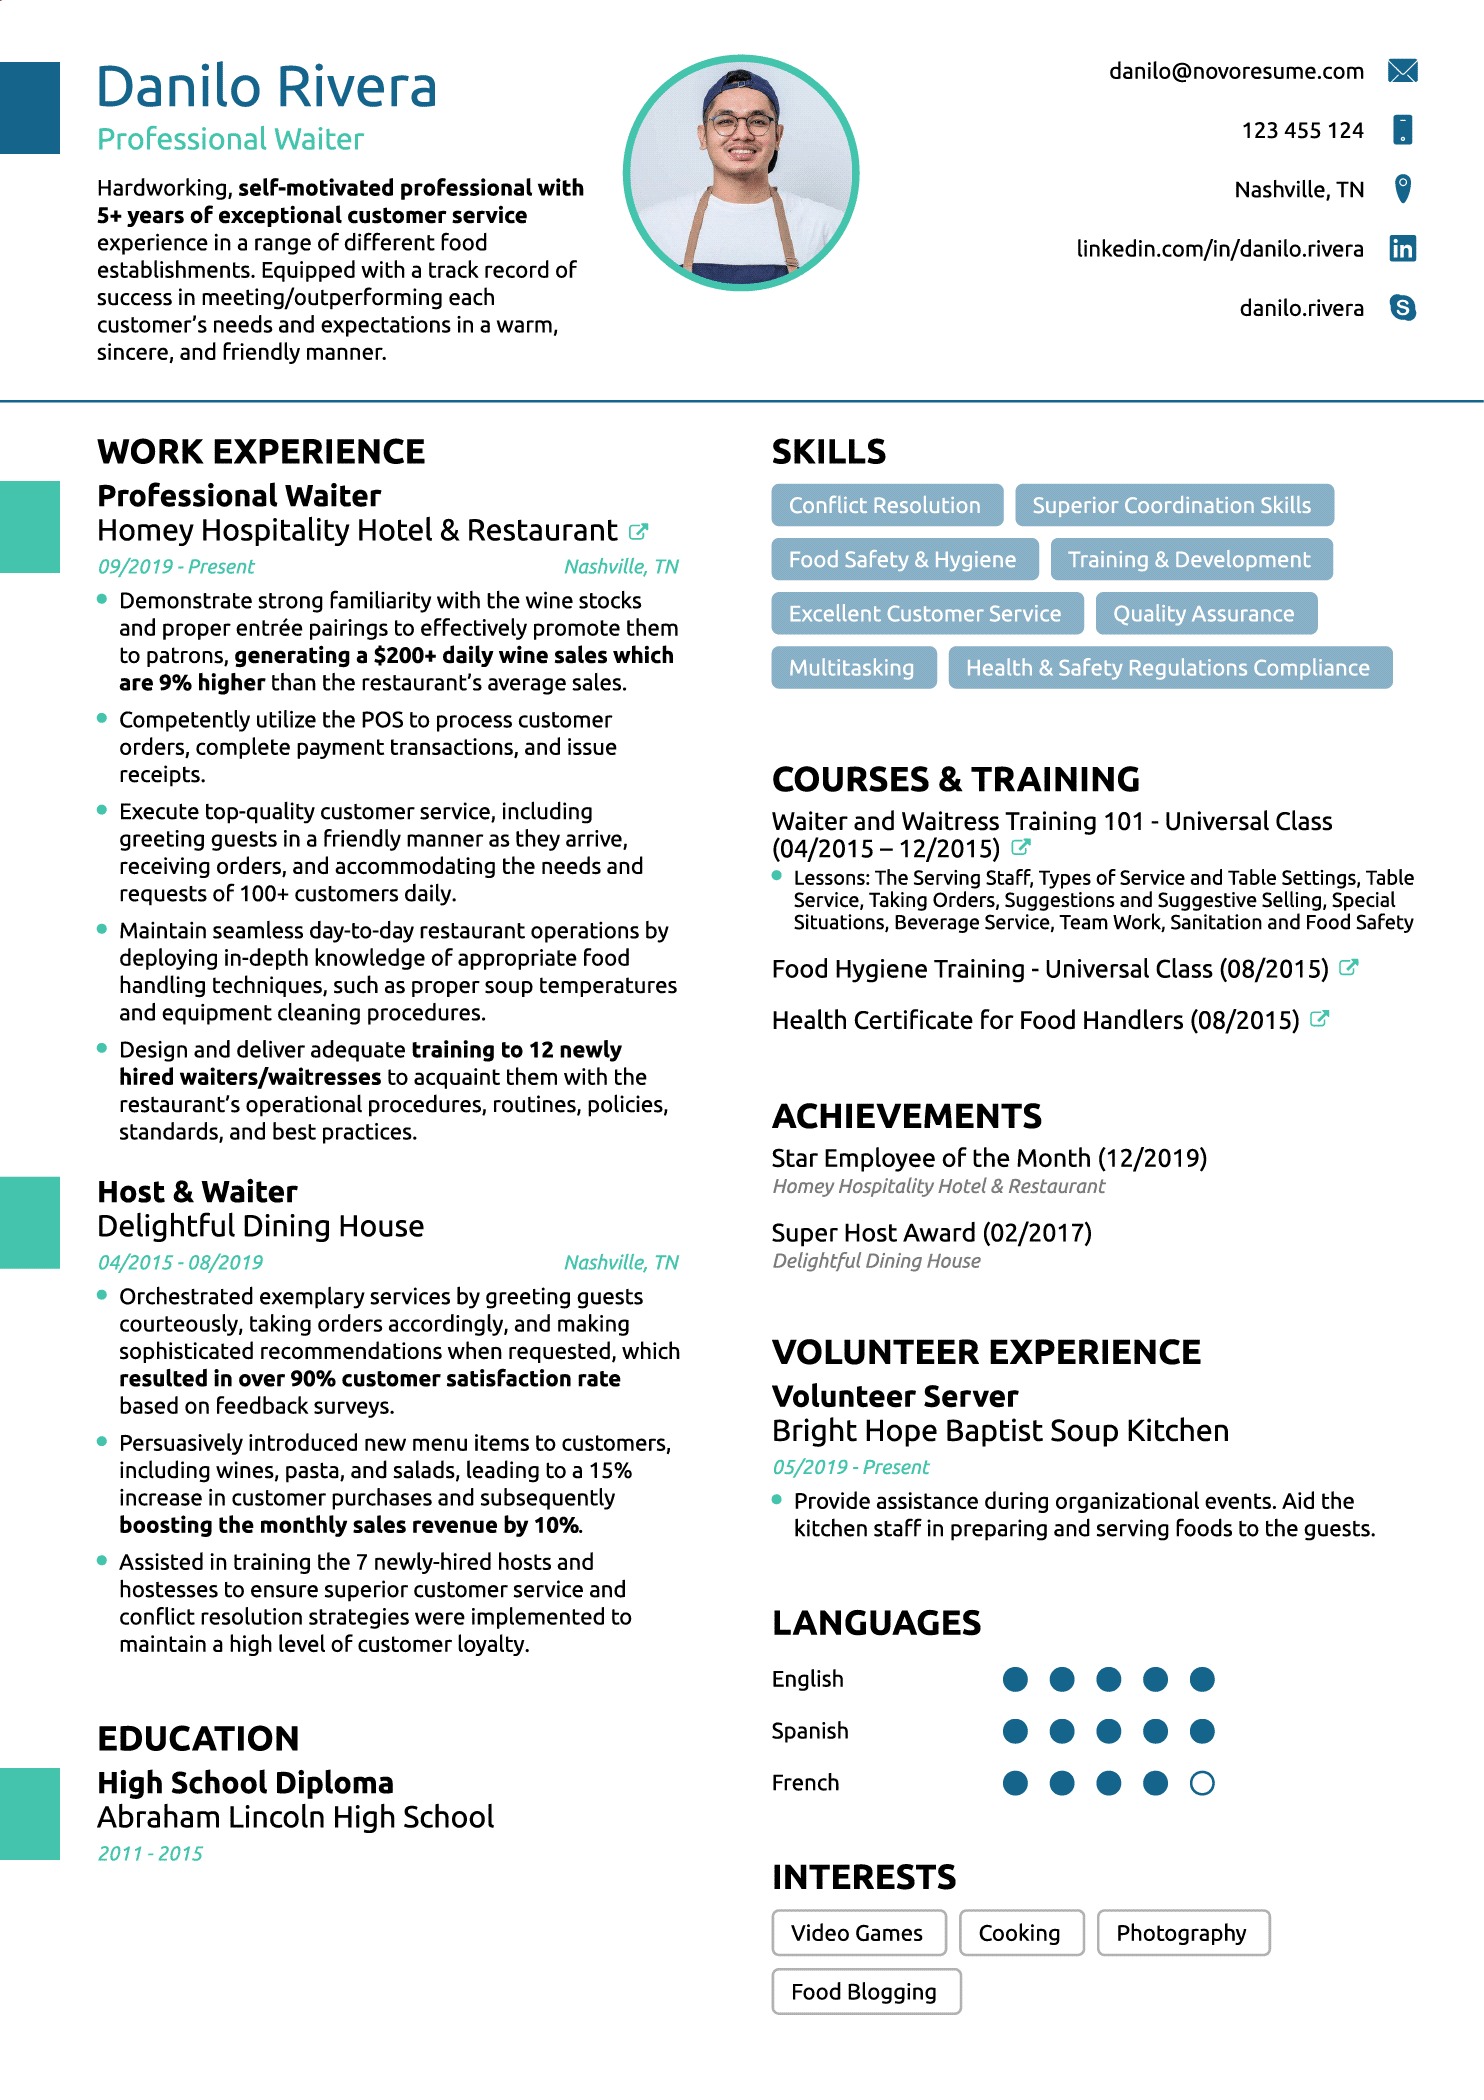 Danilo Rivera
Professional Waiter
Hardworking, self-motivated professional with
5+ years of exceptional customer service
experience in a range of different food
establishments. Equipped with a track record of
success in meeting/outperforming each
customer's needs and expectations in a warm,
sincere, and friendly manner.
danilo@novoresume.com
123 455 124
Nashville, TN
linkedin.com/in/danilo.rivera
in
danilo.rivera
S
WORK EXPERIENCE
Professional Waiter
Homey Hospitality Hotel & Restaurant
09/2019 - Present
Nashville, TN
Demonstrate strong familiarity with the wine stocks
and proper entrée pairings to effectively promote them
to patrons, generating a $200+ daily wine sales which
are 9% higher than the restaurant's average sales.
Competently utilize the POS to process customer
orders, complete payment transactions, and issue
receipts.
Execute top-quality customer service, including
greeting guests in a friendly manner as they arrive,
receiving orders, and accommodating the needs and
requests of 100+ customers daily.
Maintain seamless day-to-day restaurant operations by
deploying in-depth knowledge of appropriate food
handling techniques, such as proper soup temperatures
and equipment cleaning procedures.
Design and deliver adequate training to 12 newly
hired waiters/waitresses to acquaint them with the
restaurant's operational procedures, routines, policies,
standards, and best practices.
Host & Waiter
Delightful Dining House
04/2015 - 08/2019
Nashville, TN
Orchestrated exemplary services by greeting guests
courteously, taking orders accordingly, and making
sophisticated recommendations when requested, which
resulted in over 90% customer satisfaction rate
based on feedback surveys.
Persuasively introduced new menu items to customers,
including wines, pasta, and salads, leading to a 15%
increase in customer purchases and subsequently
boosting the monthly sales revenue by 10%.
Assisted in training the 7 newly-hired hosts and
hostesses to ensure superior customer service and
conflict resolution strategies were implemented to
maintain a high level of customer loyalty.
EDUCATION
High School Diploma
Abraham Lincoln High School
2011 - 2015
SKILLS
Conflict Resolution
Superior Coordination Skills
Food Safety & Hygiene
Training & Development
Excellent Customer Service
Quality Assurance
Multitasking
Health & Safety Regulations Compliance
COURSES & TRAINING
Waiter and Waitress Training 101 - Universal Class
(04/2015 – 12/2015)
Lessons: The Serving Staff, Types of Service and Table Settings, Table
Service, Taking Orders, Suggestions and Suggestive Selling, Special
Situations, Beverage Service, Team Work, Sanitation and Food Safety
Food Hygiene Training - Universal Class (08/2015)
Health Certificate for Food Handlers (08/2015)
ACHIEVEMENTS
Star Employee of the Month (12/2019)
Homey Hospitality Hotel & Restaurant
Super Host Award (02/2017)
Delightful Dining House
VOLUNTEER EXPERIENCE
Volunteer Server
Bright Hope Baptist Soup Kitchen
05/2019 - Present
Provide assistance during organizational events. Aid the
kitchen staff in preparing and serving foods to the guests.
LANGUAGES
English
Spanish
French
INTERESTS
Video Games
Cooking
Photography
Food Blogging